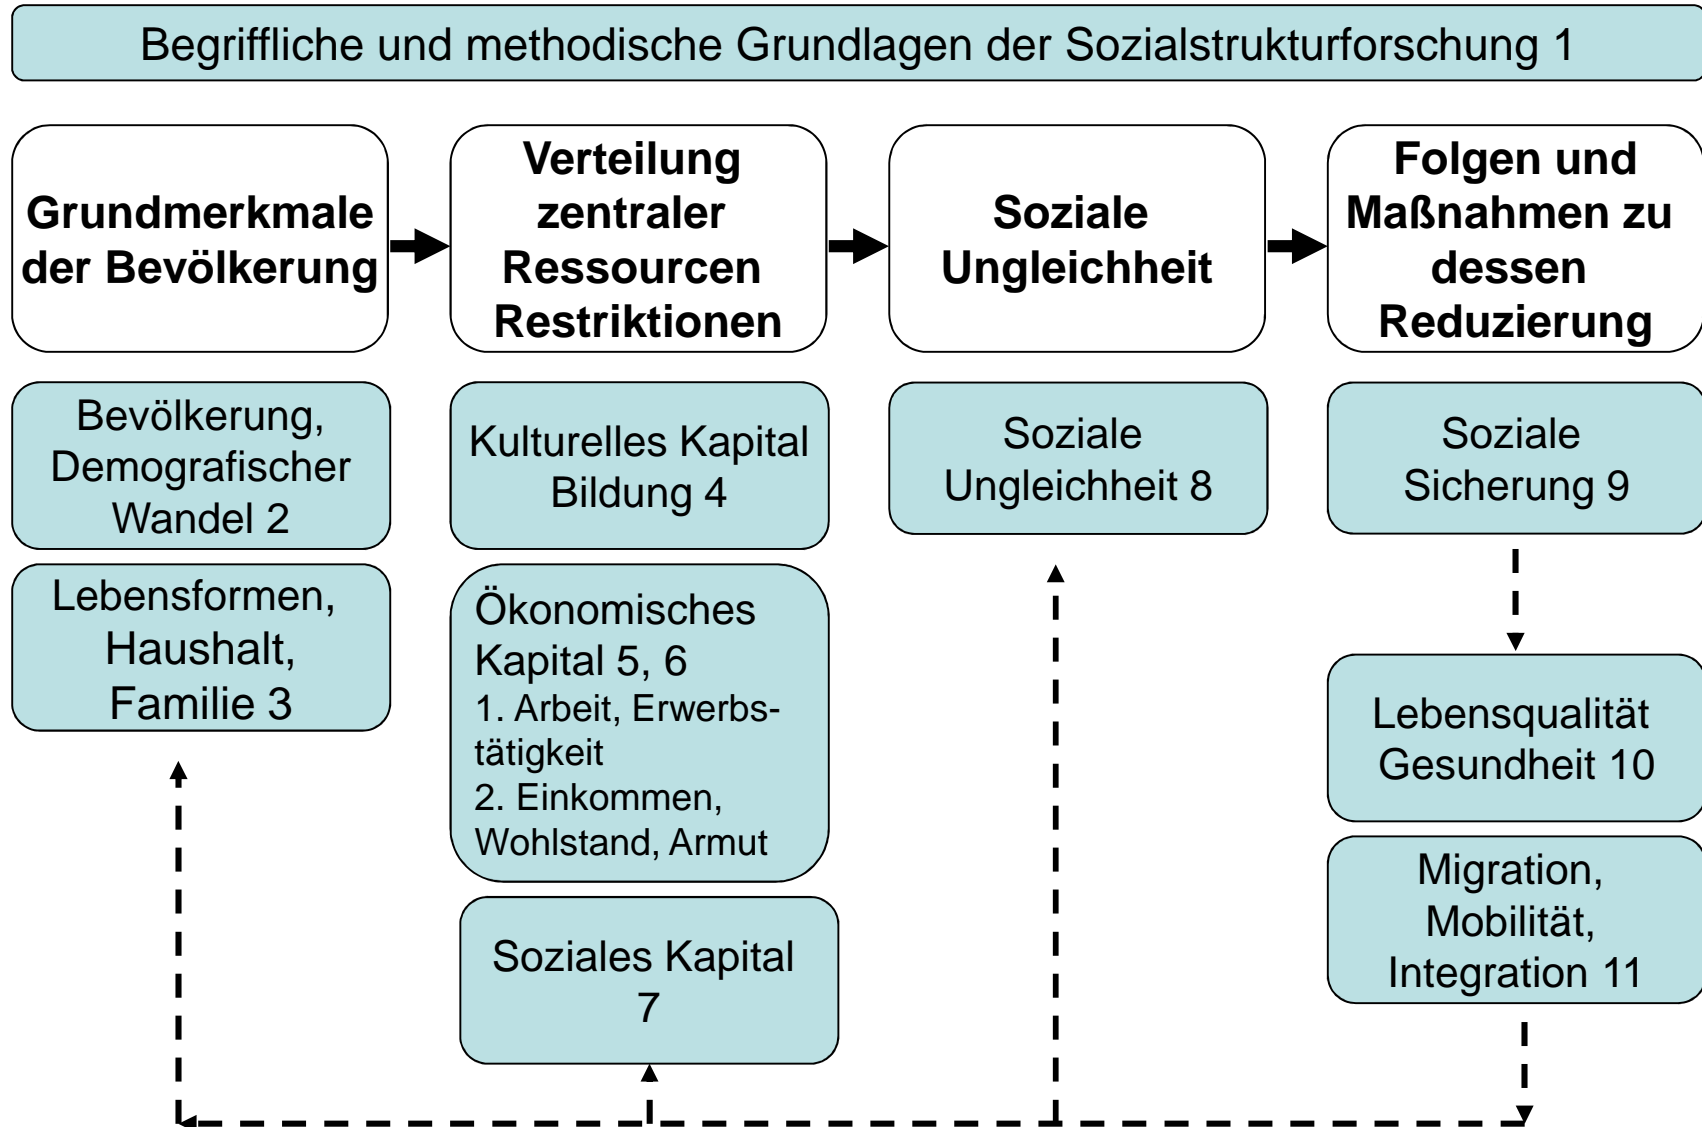 Begriffliche und methodische Grundlagen der Sozialstrukturforschung 1
Grundmerkmale
der Bevölkerung
Verteilung
zentraler
Ressourcen
Restriktionen
Soziale
Ungleichheit
Folgen und
Maßnahmen zu
dessen
Reduzierung
Bevölkerung,
Demografischer
Wandel 2
Lebensformen,
Haushalt,
Familie 3
Kulturelles Kapital
Bildung 4
Ökonomisches
Kapital 5, 6
1. Arbeit, Erwerbs-
tätigkeit
2. Einkommen,
Wohlstand, Armut
Soziales Kapital
7
Soziale
Ungleichheit 8
Soziale
Sicherung 9
Lebensqualität
Gesundheit 10
Migration,
Mobilität,
Integration 11